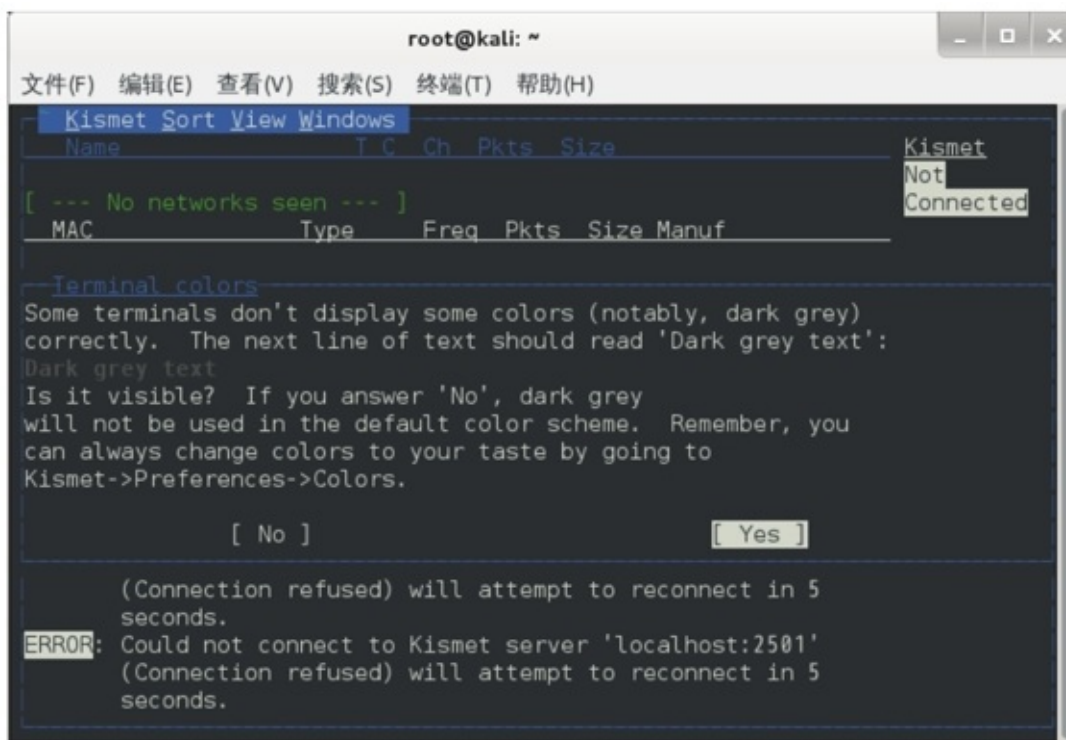 root@kali: ~
文件(F) 编辑(E) 查看(V) 搜索(S) 终端(T) 帮助(H)
~ Kismet Sort View Windows
Name T C Ch Pkts Size
Kismet
Not
Connected
[ --- No networks seen --- ]
MAC Type Freq Pkts Size Manuf
Terminal colors
Some terminals don't display some colors (notably, dark grey)
correctly. The next line of text should read 'Dark grey text':
Dark grey text
Is it visible? If you answer 'No', dark grey
will not be used in the default color scheme. Remember, you
can always change colors to your taste by going to
Kismet->Preferences->Colors.
[ No ] [ Yes ]
(Connection refused) will attempt to reconnect in 5
seconds.
ERROR: Could not connect to Kismet server 'localhost:2501'
(Connection refused) will attempt to reconnect in 5
seconds.